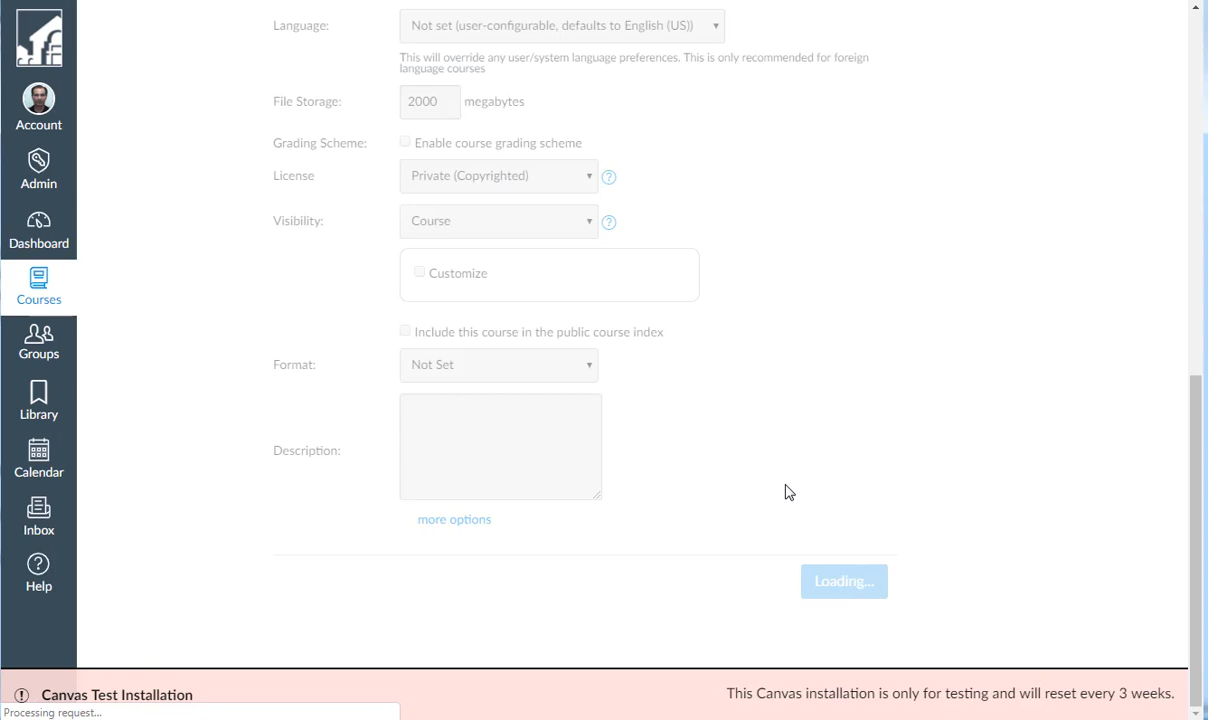 Language:
Not set (user-configurable, defaults to English (US))
This will override any user/system language preferences. This is only recommended for foreign
language courses
File Storage:
2000
megabytes
Grading Scheme:
Enable course grading scheme
License
Private (Copyrighted)
Visibility:
Course
Customize
Include this course in the public course index
Format:
Not Set
Description:
more options
Loading...
Account
Admin
Dashboard
Courses
Groups
Library
Calendar
Inbox
Help
Canvas Test Installation
This Canvas installation is only for testing and will reset every 3 weeks.
Processing request...